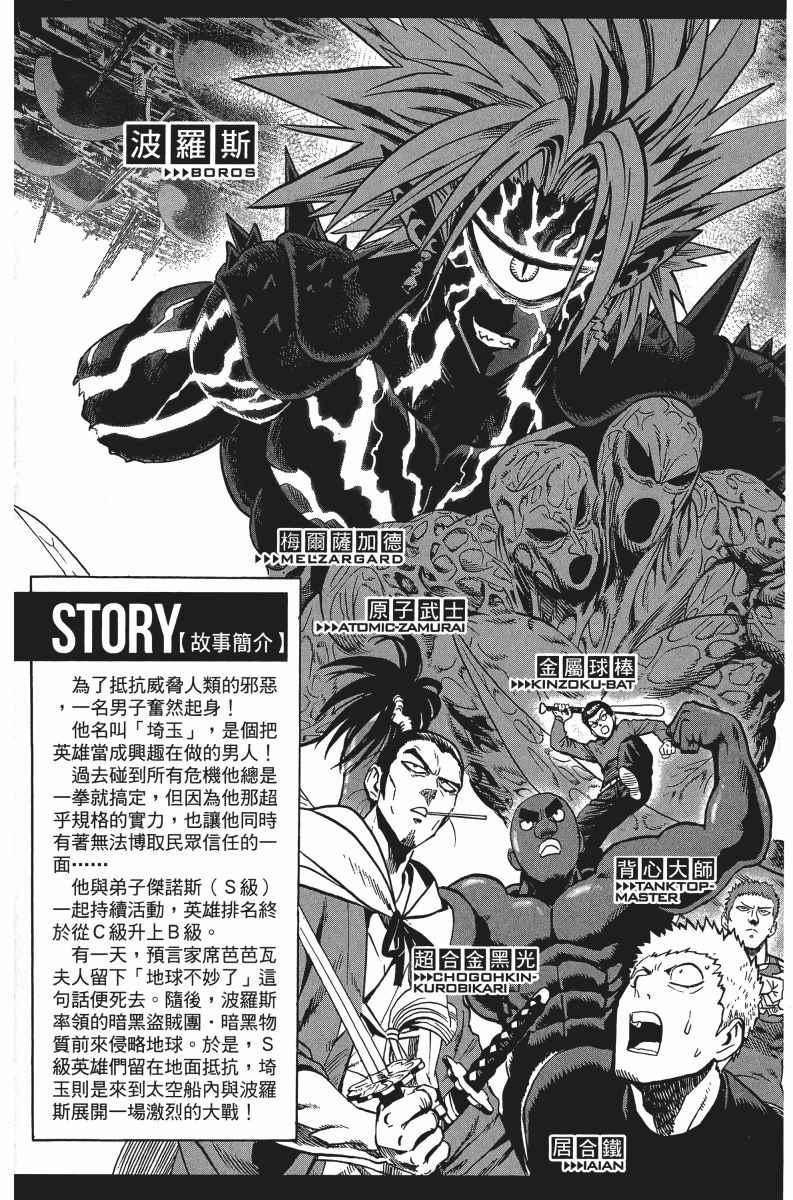 波羅斯
BOROS
梅爾薩加德
MELZARGARD
原子武士
ATOMIC-ZAMURAI
金屬球棒
KINZOKU-BAT
背心大師
TANKTOP-
MASTER
超合金黑光
CHOGOHKIN-
KUROBIKARI
居合鐵
IAIAN
STORY【故事簡介】
為了抵抗威脅人類的邪惡
，一名男子奮然起身！
他名叫「埼玉」，是個把
英雄當成興趣在做的男人！
過去碰到所有危機他總是
一拳就搞定，但因為他那超
乎規格的實力，也讓他同時
有著無法博取民眾信任的一
面⋯⋯
他與弟子傑諾斯（Ｓ級）
一起持續活動，英雄排名終
於從Ｃ級升上Ｂ級。
有一天，預言家席芭芭瓦
夫人留下「地球不妙了」這
句話便死去。隨後，波羅斯
率領的暗黑盜賊團・暗黑物
質前來侵略地球。於是，Ｓ
級英雄們留在地面抵抗，埼
玉則是來到太空船內與波羅
斯展開一場激烈的大戰！